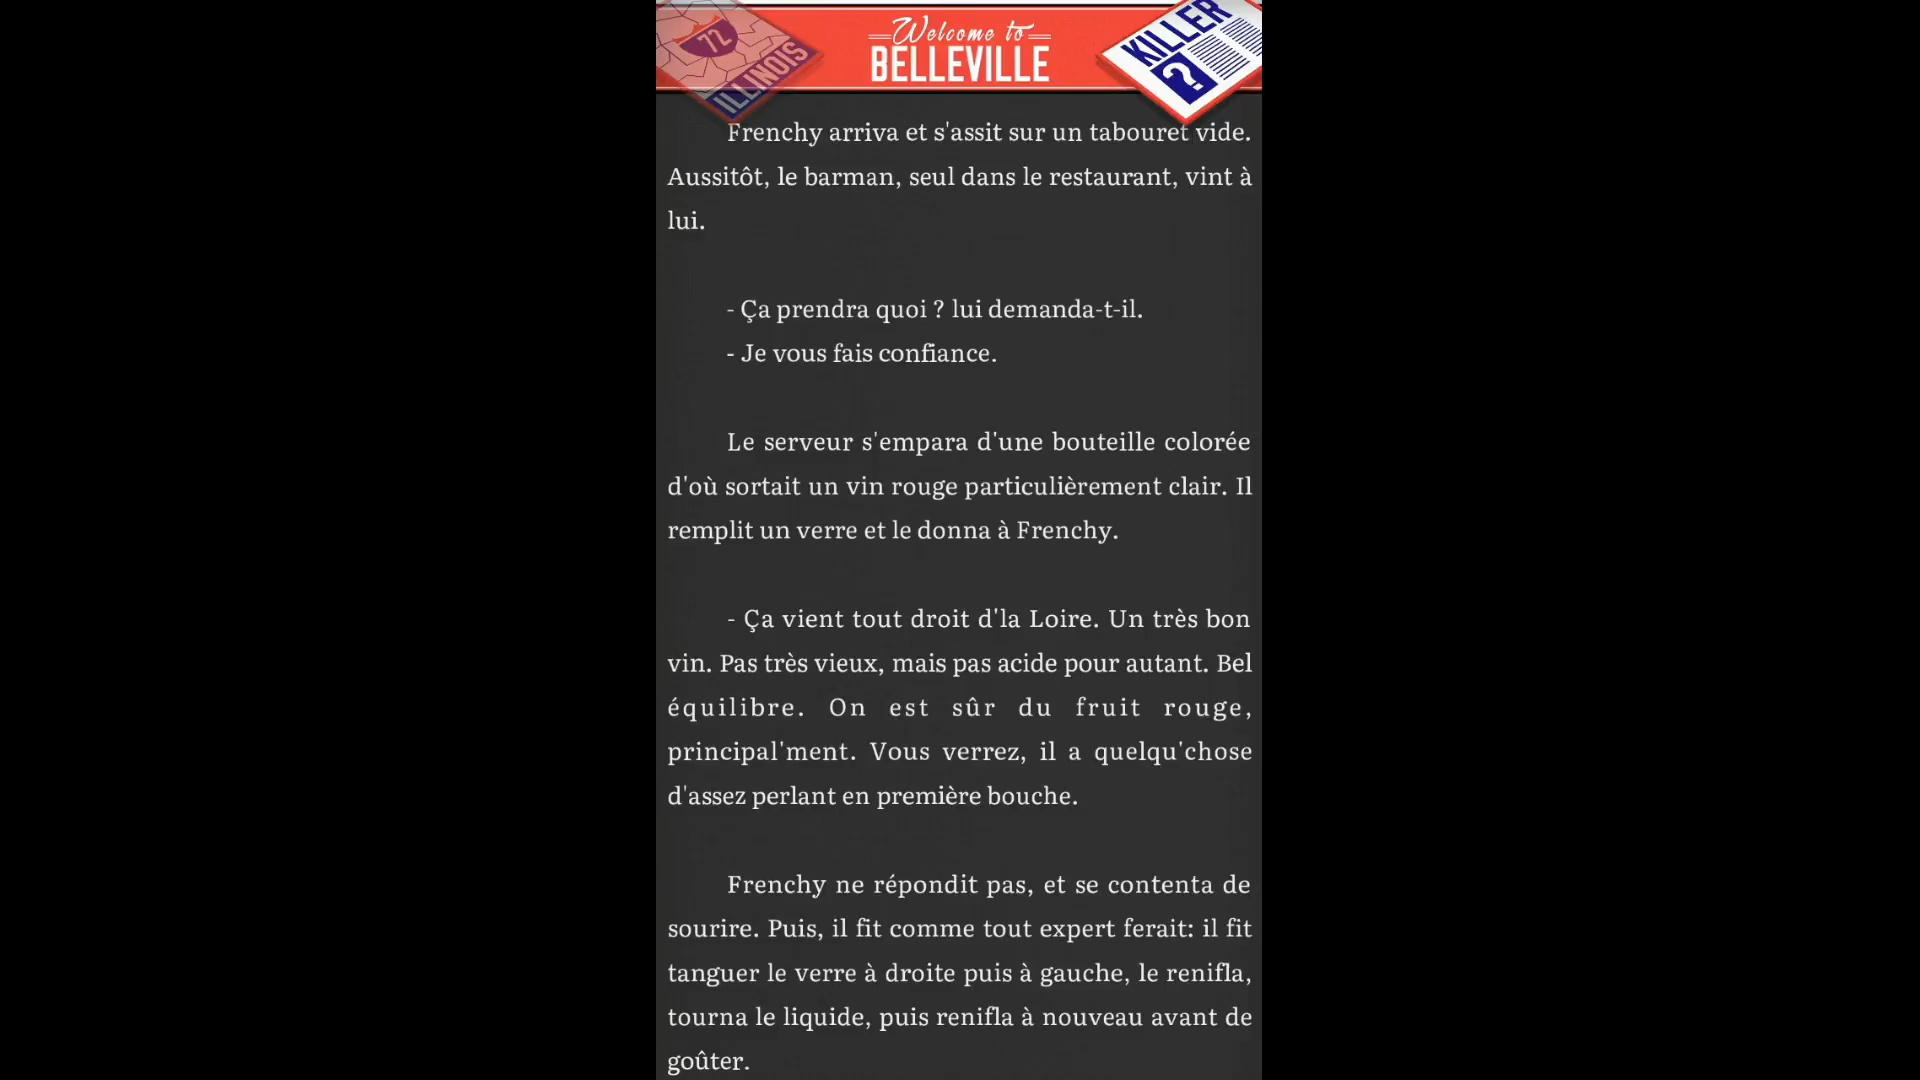 72
ILLINOIS
Welcome to
BELLEVILLE
KILLER
?
Frenchy arriva et s'assit sur un tabouret vide.
Aussitôt, le barman, seul dans le restaurant, vint à
lui.
- Ça prendra quoi ? lui demanda-t-il.
- Je vous fais confiance.
Le serveur s'empara d'une bouteille colorée
d'où sortait un vin rouge particulièrement clair. Il
remplit un verre et le donna à Frenchy.
- Ça vient tout droit d'la Loire. Un très bon
vin. Pas très vieux, mais pas acide pour autant. Bel
équilibre. On est sûr du fruit rouge,
principal'ment. Vous verrez, il a quelqu'chose
d'assez perlant en première bouche.
Frenchy ne répondit pas, et se contenta de
sourire. Puis, il fit comme tout expert ferait: il fit
tanguer le verre à droite puis à gauche, le renifla,
tourna le liquide, puis renifla à nouveau avant de
goûter.